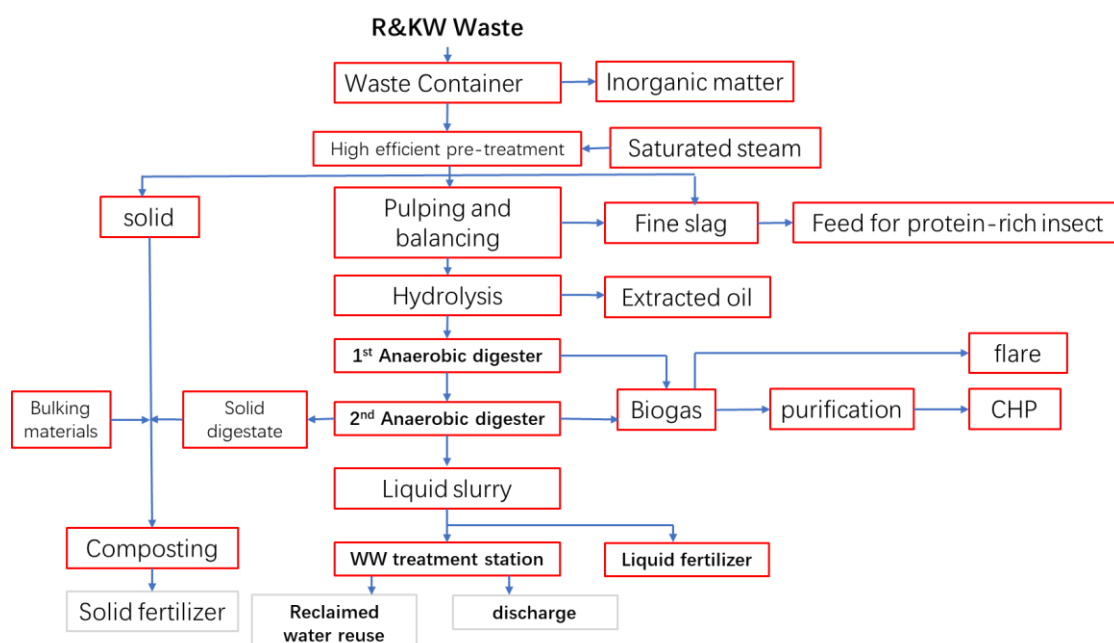 R&KW Waste
Waste Container
Inorganic matter
High efficient pre-treatment
Saturated steam
solid
Pulping and
balancing
Fine slag
Feed for protein-rich insect
Hydrolysis
Extracted oil
1st Anaerobic digester
flare
Bulking
materials
Solid
digestate
2nd Anaerobic digester
Biogas
purification
CHP
Liquid slurry
Composting
WW treatment station
Liquid fertilizer
Solid fertilizer
Reclaimed
water reuse
discharge